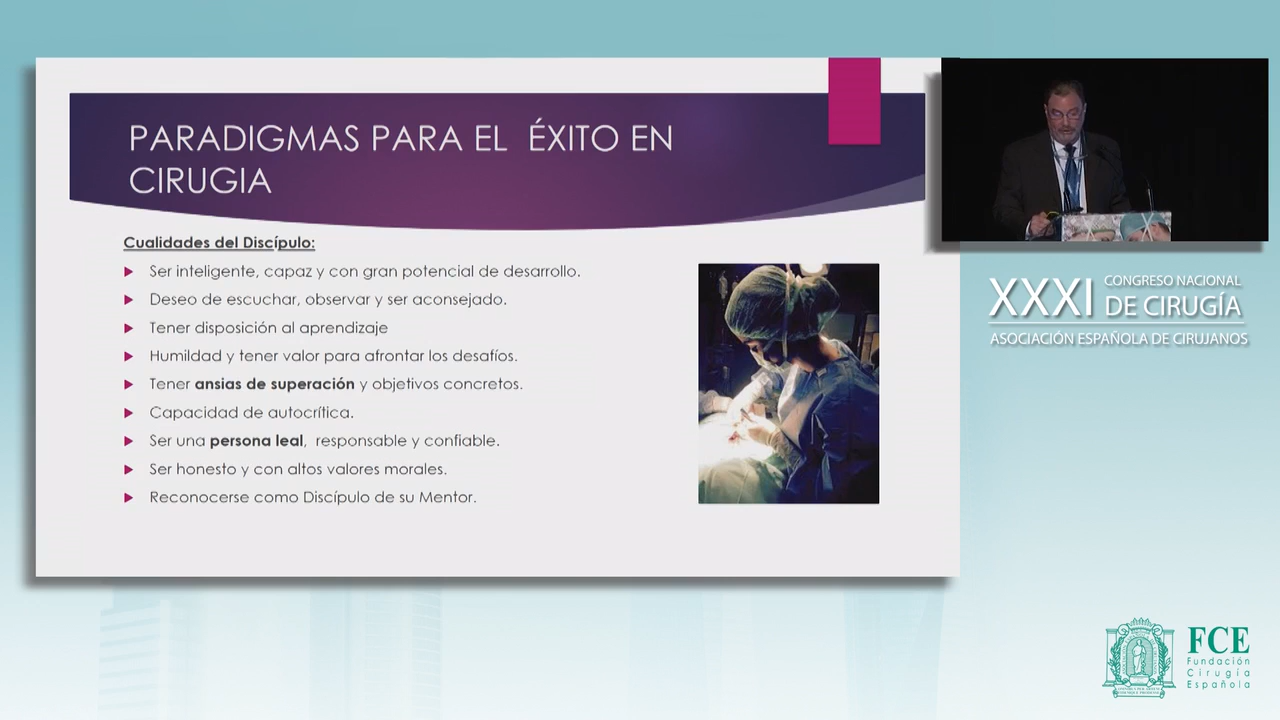 PARADIGMAS PARA EL ÉXITO EN
CIRUGIA
Cualidades del Discípulo:
Ser inteligente, capaz y con gran potencial de desarrollo.
Deseo de escuchar, observar y ser aconsejado.
Tener disposición al aprendizaje
Humildad y tener valor para afrontar los desafíos.
Tener ansias de superación y objetivos concretos.
Capacidad de autocrítica.
Ser una persona leal, responsable y confiable.
Ser honesto y con altos valores morales.
Reconocerse como Discípulo de su Mentor.
XXXI CONGRESO NACIONAL
DE CIRUGÍA
ASOCIACIÓN ESPAÑOLA DE CIRUJANOS
FCE
Fundación
Cirugía
Española